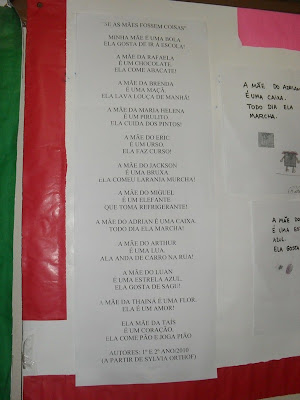 "SE AS MÃES FOSSEM COISAS"
MINHA MÃE É UMA BOLA
ELA GOSTA DE IR À ESCOLA!
A MÃE DA RAFAELA
É UM CHOCOLATE,
ELA COME ABACATE!
A MÃE DA BRENDA
É UMA MAÇÃ,
ELA LAVA LOUÇA DE MANHÃ!
A MÃE DA MARIA HELENA
É UM PIRULITO,
ELA CUIDA DOS PINTOS!
A MÃE DO ERIC
É UM URSO,
ELA FAZ CURSO!
A MÃE DO JACKSON
É UMA BRUXA
ELA COMEU LARANJA MURCHA!
A MÃE DO MIGUEL
É UM ELEFANTE
QUE TOMA REFRIGERANTE!
A MÃE DO ADRIAN É UMA CAIXA,
TODO DIA ELA MARCHA!
A MÃE DO ARTHUR
É UMA LUA,
ALA ANDA DE CARRO NA RUA!
A MÃE DO LUAN
É UMA ESTRELA AZUL,
ELA GOSTA DE SAGU!
A MÃE DA THAINÁ É UMA FLOR,
ELA É UM AMOR!
ELA MÃE DA TAIS
É UM CORAÇÃO,
ELA COME PÃO E JOGA PIÃO
AUTORES: 1º E 2º ANO/2010
(A PARTIR DE SYLVIA ORTHOF)
A MÃE DO ADRIAN
É UMA CAIXA.
TODO DIA ELA
MARCHA.
A MÃE DO
É UMA
AZUL.
ELA GOSTA